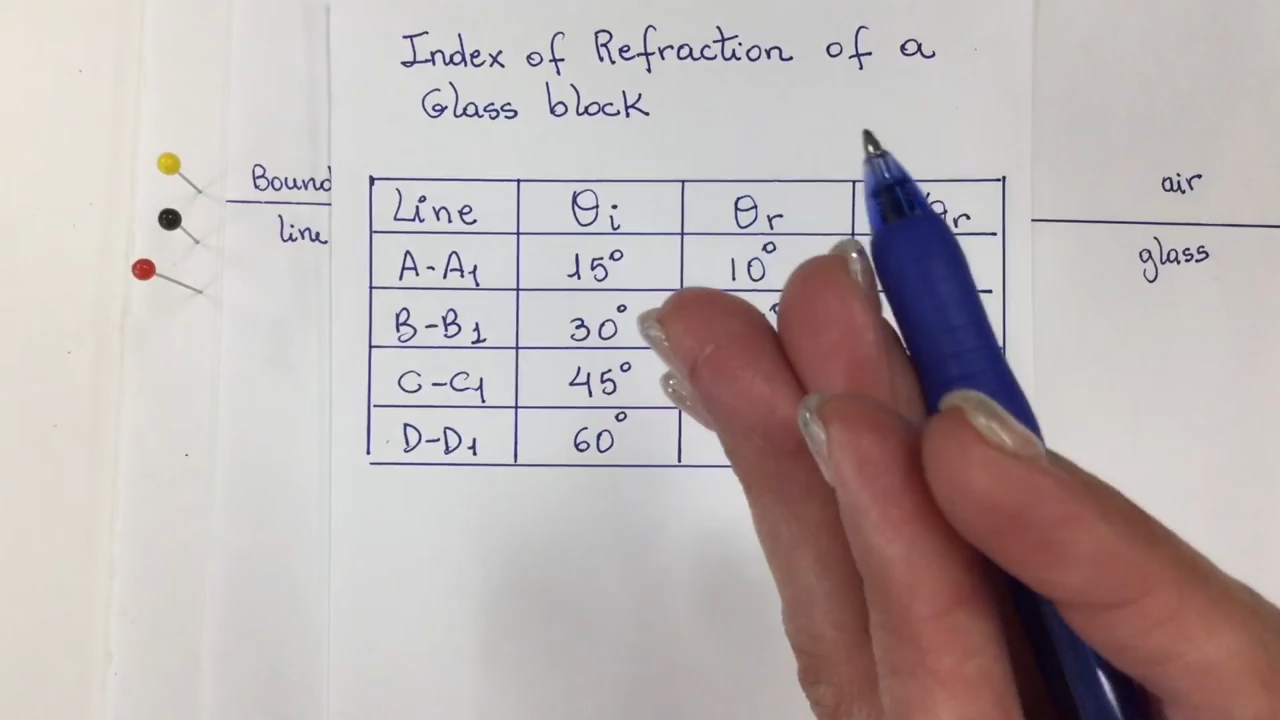 Index of Refraction of a
Glass block
Bound
line
air
glass
Line θi θr
A-A1 15° 10°
B-B1 30°
C-C1 45°
D-D1 60°